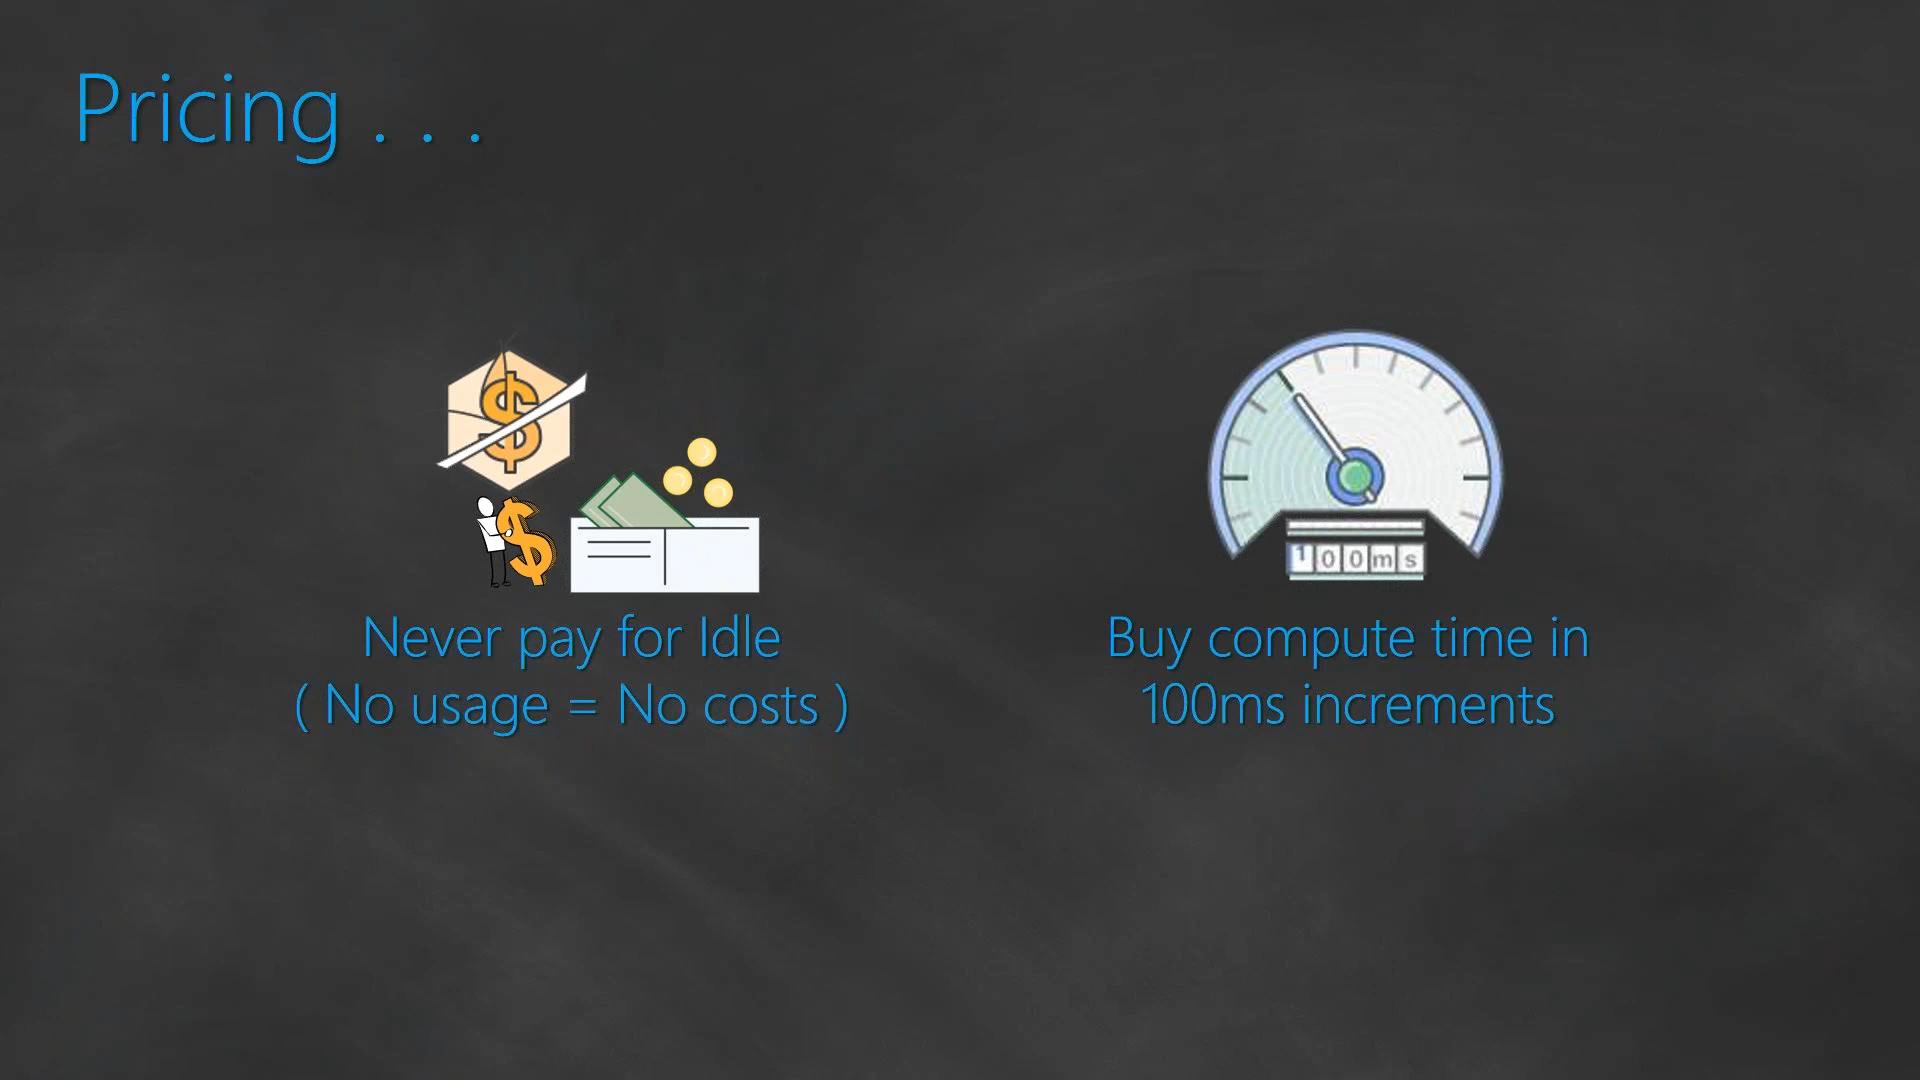 Pricing . . .
$
$
100ms
Never pay for Idle
( No usage = No costs )
Buy compute time in
100ms increments